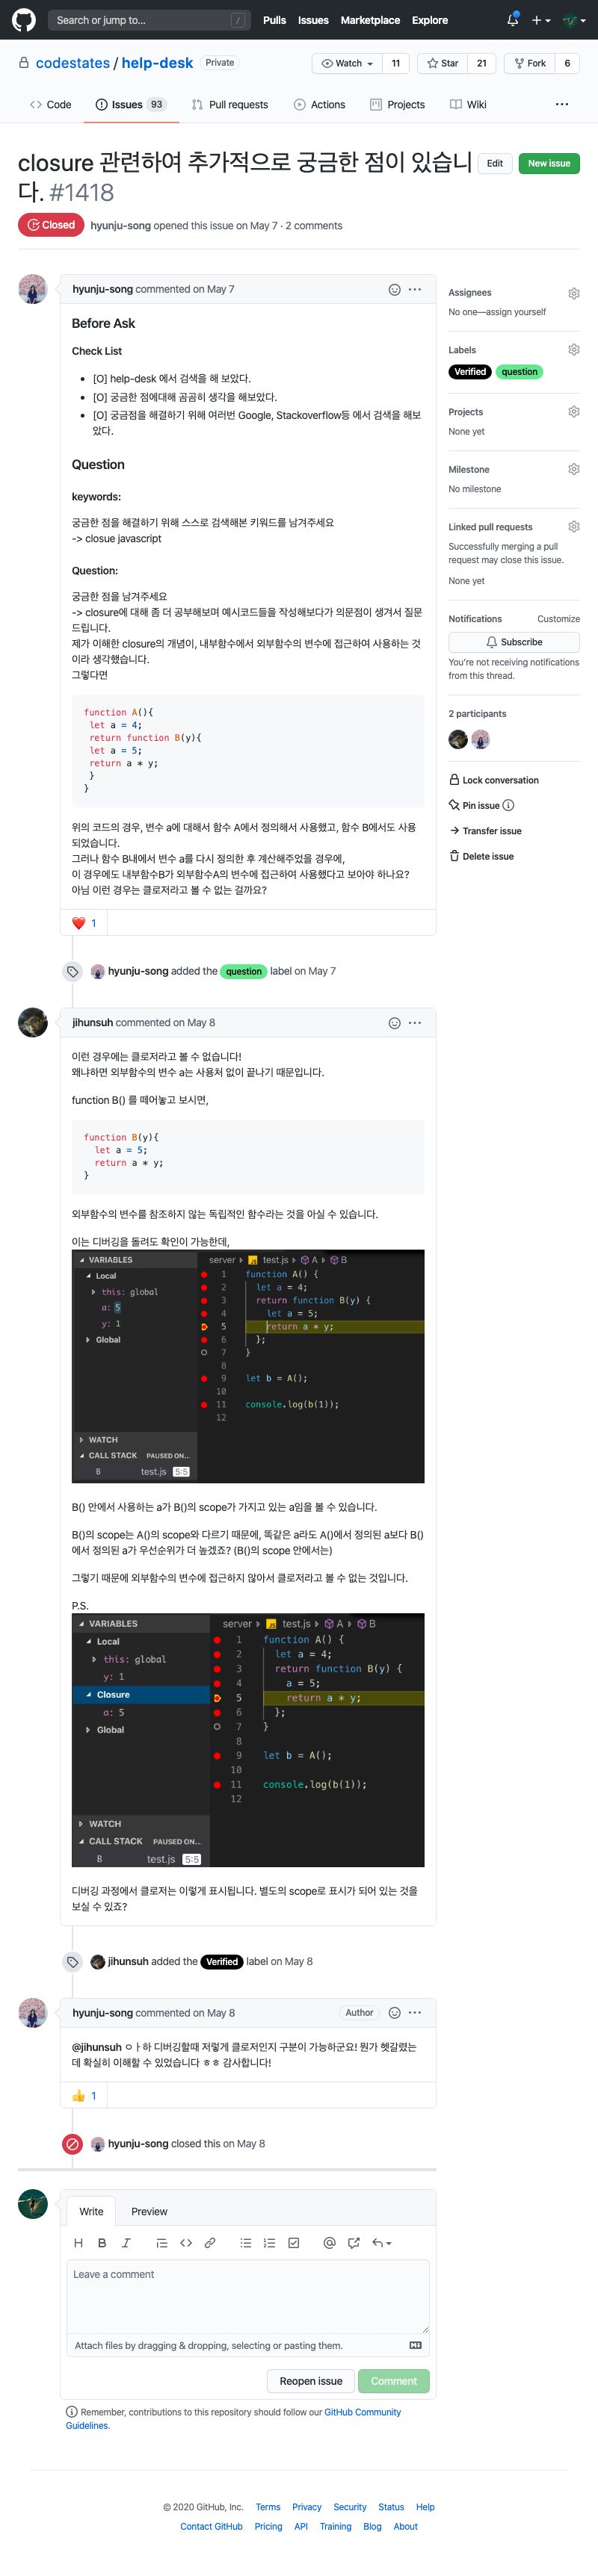 Search or jump to...
/
Pulls Issues Marketplace Explore
codestates / help-desk Private
Watch 11 Star 21 Fork 6
Code Issues 93 Pull requests Actions Projects Wiki ...
closure 관련하여 추가적으로 궁금한 점이 있습니
다. #1418
Edit New issue
Closed hyunju-song opened this issue on May 7 · 2 comments
hyunju-song commented on May 7
Before Ask
Check List
• [O] help-desk 에서 검색을 해 보았다.
• [O] 궁금한 점에대해 곰곰히 생각을 해보았다.
• [O] 궁금점을 해결하기 위해 여러번 Google, Stackoverflow등 에서 검색을 해보
았다.
Question
keywords:
궁금한 점을 해결하기 위해 스스로 검색해본 키워드를 남겨주세요
-> closue javascript
Question:
궁금한 점을 남겨주세요
-> closure에 대해 좀 더 공부해보며 예시코드들을 작성해보다가 의문점이 생겨서 질문
드립니다.
제가 이해한 closure의 개념이, 내부함수에서 외부함수의 변수에 접근하여 사용하는 것
이라 생각했습니다.
그렇다면
function A(){
let a = 4;
return function B(y){
let a = 5;
return a * y;
}
}
위의 코드의 경우, 변수 a에 대해서 함수 A에서 정의해서 사용했고, 함수 B에서도 사용
되었습니다.
그러나 함수 B내에서 변수 a를 다시 정의한 후 계산해주었을 경우에,
이 경우에도 내부함수B가 외부함수A의 변수에 접근하여 사용했다고 보아야 하나요?
아님 이런 경우는 클로저라고 볼 수 없는 걸까요?
❤️ 1
Assignees
No one—assign yourself
Labels
Verified question
Projects
None yet
Milestone
No milestone
Linked pull requests
Successfully merging a pull
request may close this issue.
None yet
Notifications Customize
Subscribe
You're not receiving notifications
from this thread.
2 participants
Lock conversation
Pin issue
Transfer issue
Delete issue
hyunju-song added the question label on May 7
jihunsuh commented on May 8
이런 경우에는 클로저라고 볼 수 없습니다!
왜냐하면 외부함수의 변수 a는 사용처 없이 끝나기 때문입니다.
function B() 를 떼어놓고 보시면,
function B(y){
let a = 5;
return a * y;
}
외부함수의 변수를 참조하지 않는 독립적인 함수라는 것을 아실 수 있습니다.
이는 디버깅을 돌려도 확인이 가능한데,
VARIABLES
Local
this: global
a: 5
y: 1
Global
WATCH
CALL STACK PAUSED ON...
B test.js 5:5
server test.js A B
1 function A() {
2 let a = 4;
3 return function B(y) {
4 let a = 5;
5 return a * y;
6 };
7 }
8
9 let b = A();
10
11 console.log(b(1));
12
B() 안에서 사용하는 a가 B()의 scope가 가지고 있는 a임을 볼 수 있습니다.
B()의 scope는 A()의 scope와 다르기 때문에, 똑같은 a라도 A()에서 정의된 a보다 B()
에서 정의된 a가 우선순위가 더 높겠죠? (B()의 scope 안에서는)
그렇기 때문에 외부함수의 변수에 접근하지 않아서 클로저라고 볼 수 없는 것입니다.
P.S.
VARIABLES
Local
this: global
y: 1
Closure
a: 5
Global
WATCH
CALL STACK PAUSED ON...
B test.js 5:5
server test.js A B
1 function A() {
2 let a = 4;
3 return function B(y) {
4 a = 5;
5 return a * y;
6 };
7 }
8
9 let b = A();
10
11 console.log(b(1));
12
디버깅 과정에서 클로저는 이렇게 표시됩니다. 별도의 scope로 표시가 되어 있는 것을
보실 수 있죠?
jihunsuh added the Verified label on May 8
hyunju-song commented on May 8 Author
@jihunsuh ㅇㅏ하 디버깅할때 저렇게 클로저인지 구분이 가능하군요! 뭔가 헷갈렸는
데 확실히 이해할 수 있었습니다 ㅎㅎ 감사합니다!
👍 1
hyunju-song closed this on May 8
Write Preview
H B I
Leave a comment
Attach files by dragging & dropping, selecting or pasting them.
Reopen issue Comment
Remember, contributions to this repository should follow our GitHub Community
Guidelines.
© 2020 GitHub, Inc. Terms Privacy Security Status Help
Contact GitHub Pricing API Training Blog About